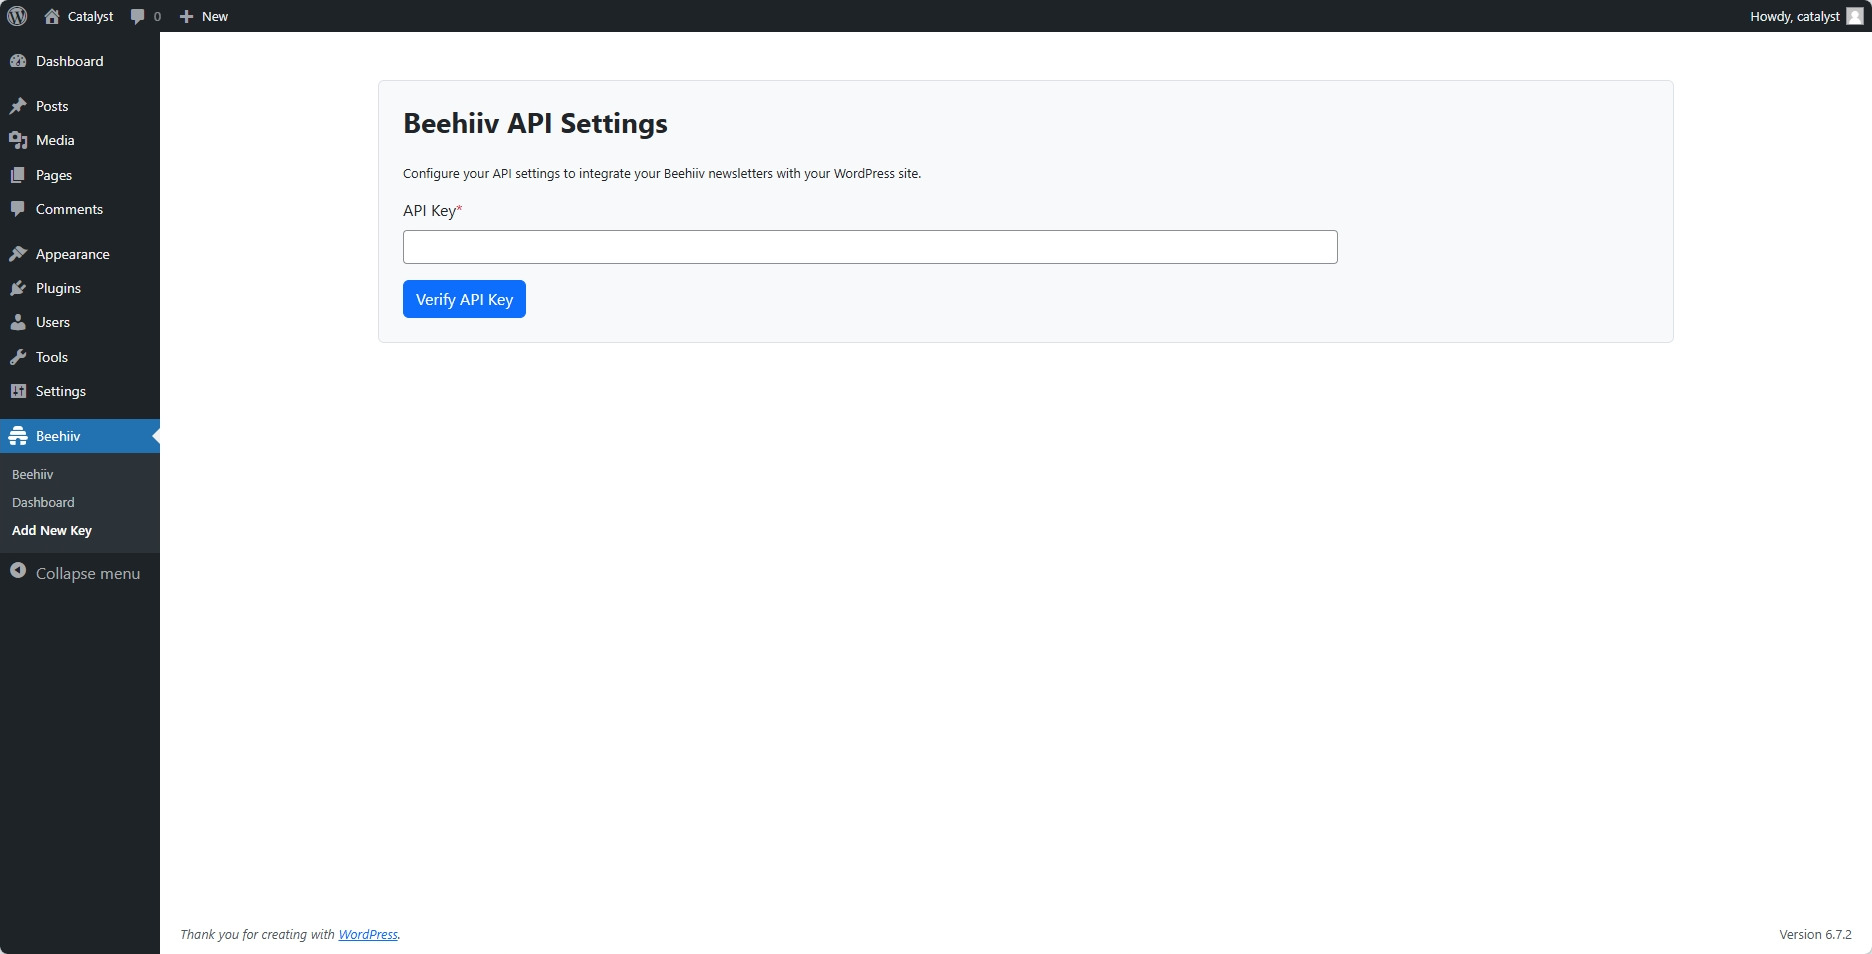 Catalyst 0 New Howdy, catalyst
Dashboard
Posts
Media
Pages
Comments
Appearance
Plugins
Users
Tools
Settings
Beehiiv
Beehiiv
Dashboard
Add New Key
Collapse menu
Beehiiv API Settings
Configure your API settings to integrate your Beehiiv newsletters with your WordPress site.
API Key*
Verify API Key
Thank you for creating with WordPress.
Version 6.7.2